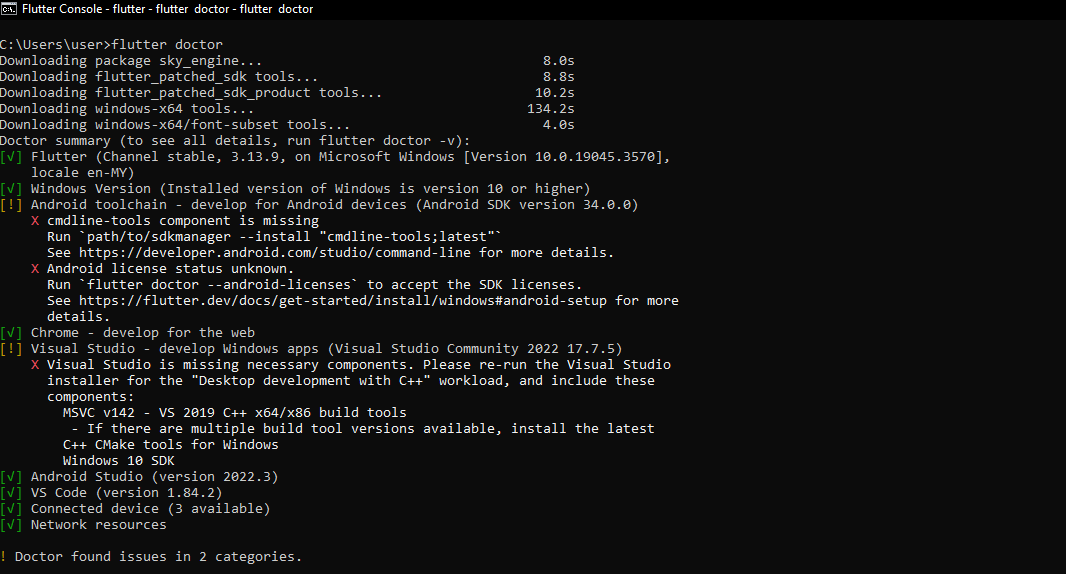 Flutter Console - flutter - flutter doctor - flutter doctor
C:\Users\user>flutter doctor
Downloading package sky_engine... 8.0s
Downloading flutter_patched_sdk tools... 8.8s
Downloading flutter_patched_sdk_product tools... 10.2s
Downloading windows-x64 tools... 134.2s
Downloading windows-x64/font-subset tools... 4.0s
Doctor summary (to see all details, run flutter doctor -v):
[√] Flutter (Channel stable, 3.13.9, on Microsoft Windows [Version 10.0.19045.3570],
locale en-MY)
[√] Windows Version (Installed version of Windows is version 10 or higher)
[!] Android toolchain - develop for Android devices (Android SDK version 34.0.0)
X cmdline-tools component is missing
Run `path/to/sdkmanager --install "cmdline-tools;latest"`
See https://developer.android.com/studio/command-line for more details.
X Android license status unknown.
Run `flutter doctor --android-licenses` to accept the SDK licenses.
See https://flutter.dev/docs/get-started/install/windows#android-setup for more
details.
[√] Chrome - develop for the web
[!] Visual Studio - develop Windows apps (Visual Studio Community 2022 17.7.5)
X Visual Studio is missing necessary components. Please re-run the Visual Studio
installer for the "Desktop development with C++" workload, and include these
components:
MSVC v142 - VS 2019 C++ x64/x86 build tools
- If there are multiple build tool versions available, install the latest
C++ CMake tools for Windows
Windows 10 SDK
[√] Android Studio (version 2022.3)
[√] VS Code (version 1.84.2)
[√] Connected device (3 available)
[√] Network resources
! Doctor found issues in 2 categories.